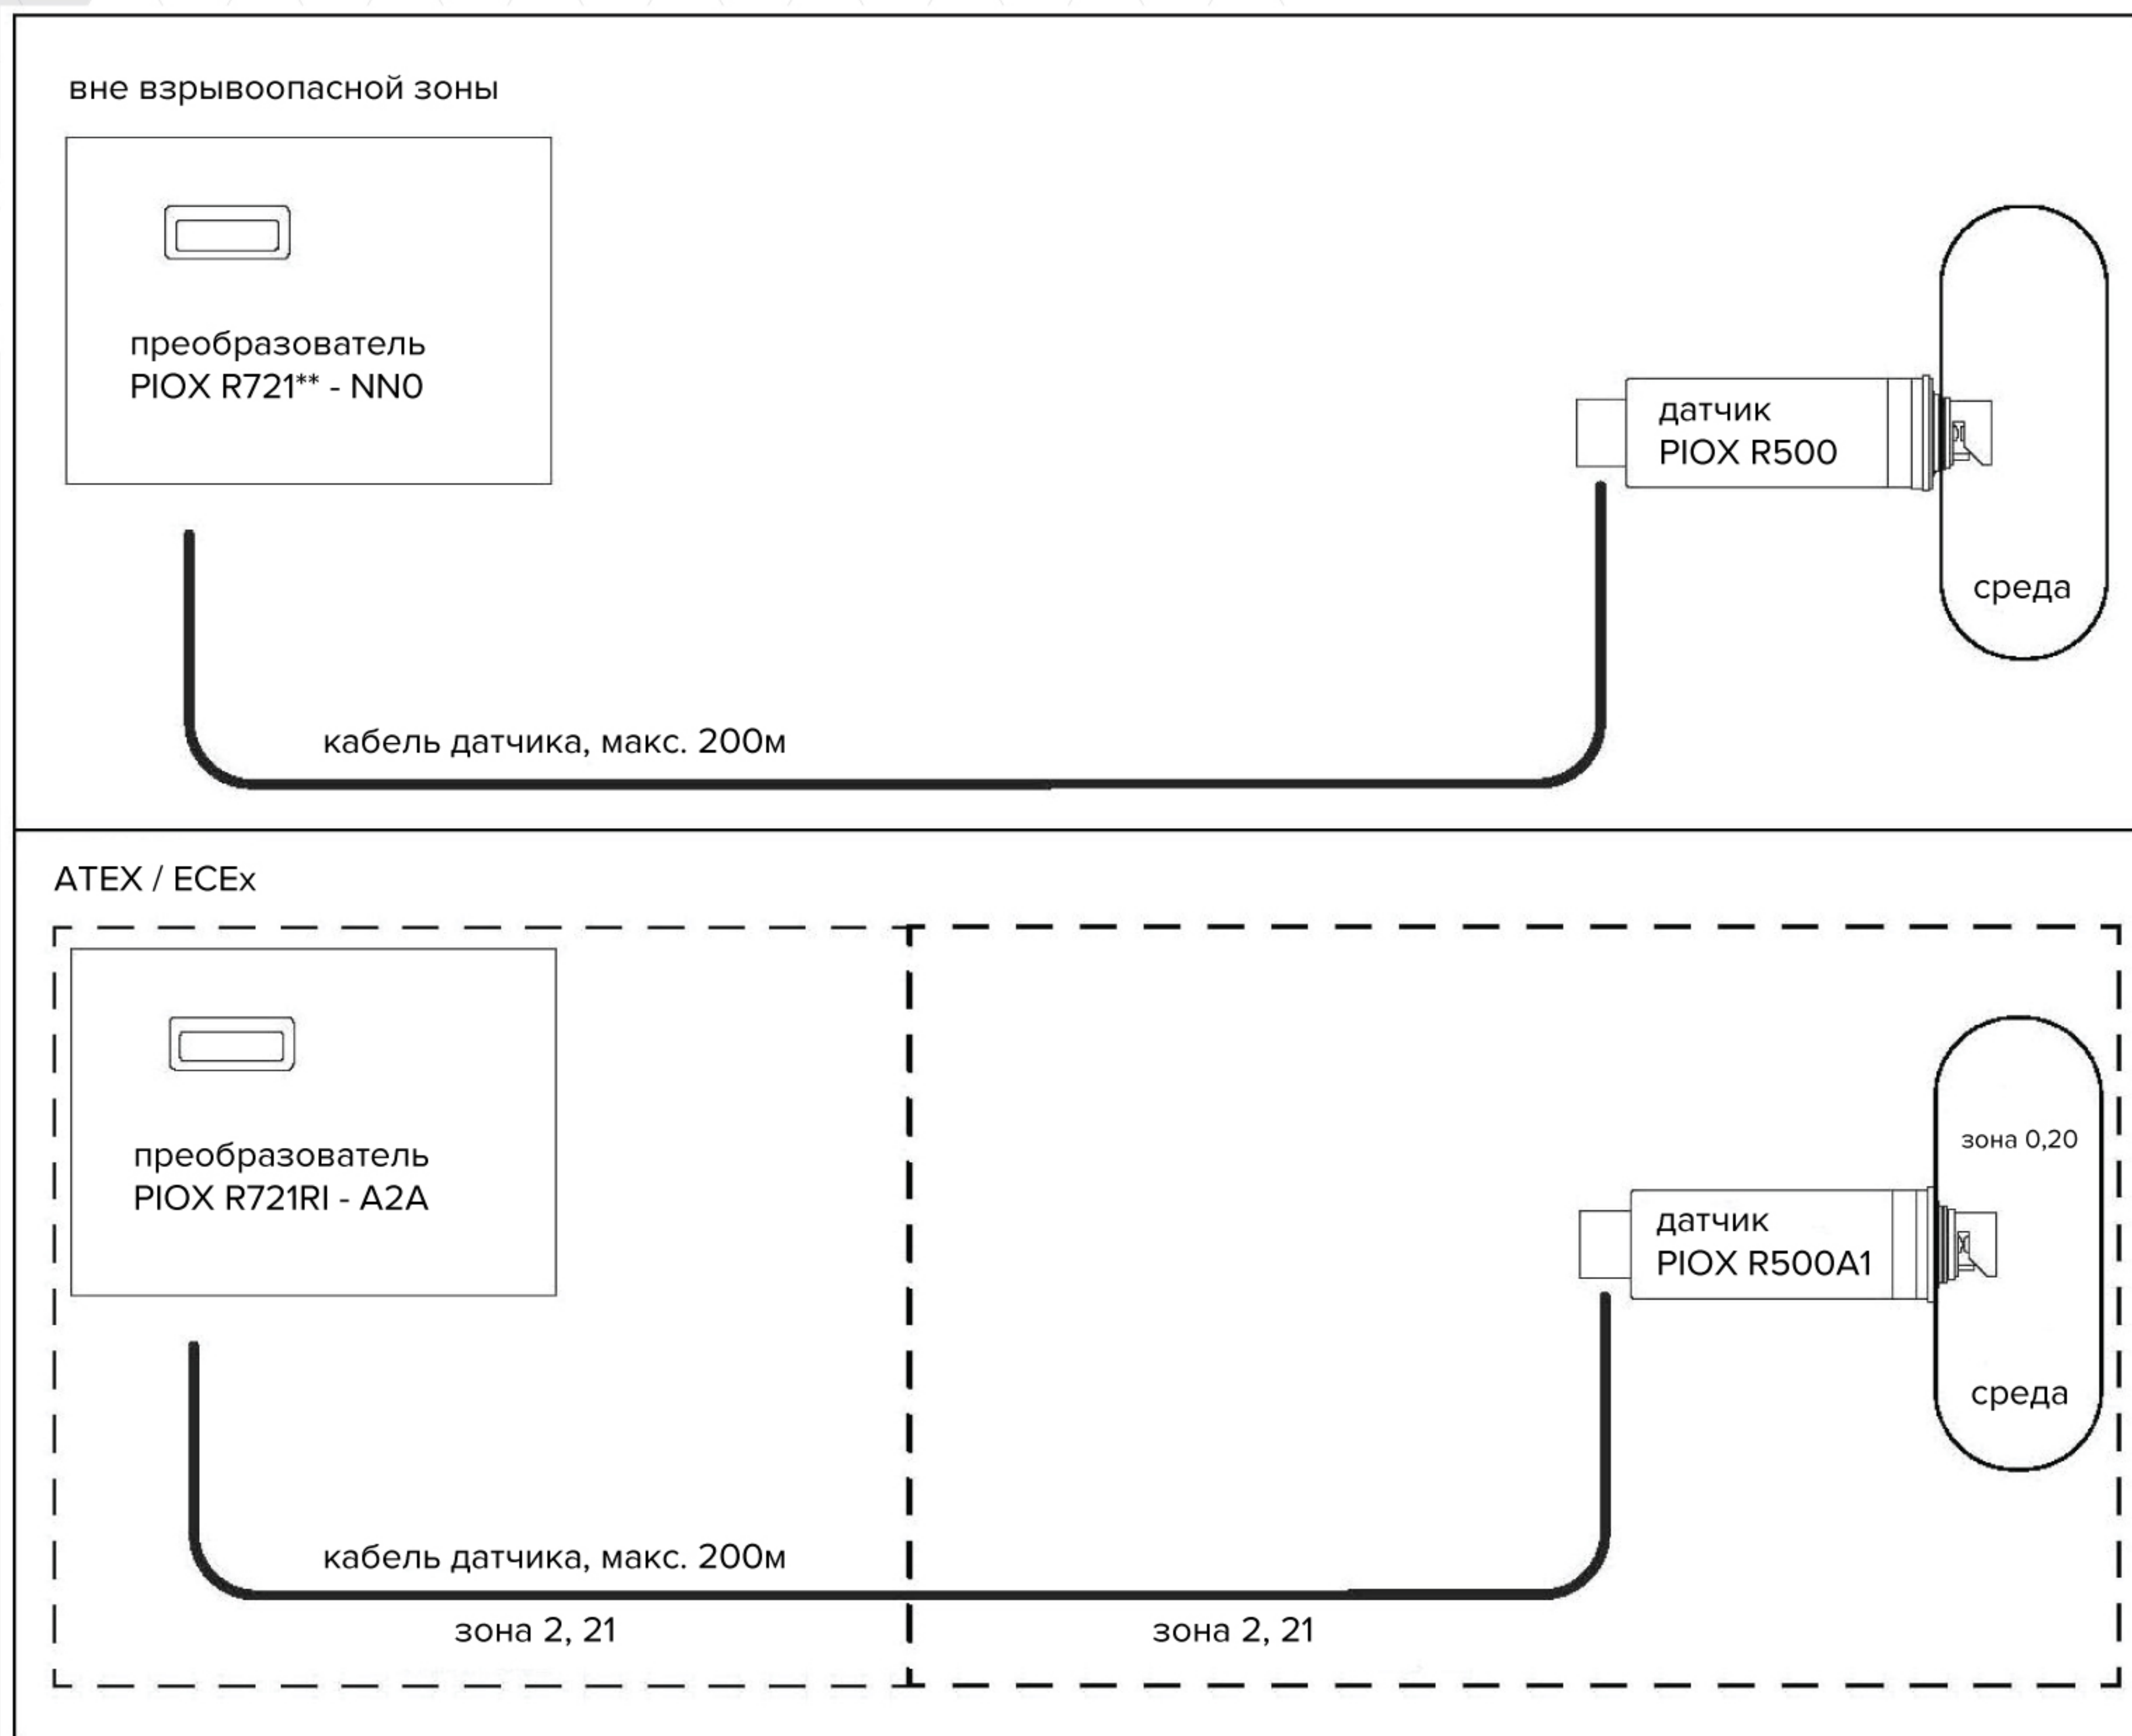 вне взрывоопасной зоны
преобразователь
PIOX R721** - NN0
датчик
PIOX R500
среда
кабель датчика, макс. 200м
ATEX / ECEx
зона 0,20
преобразователь
PIOX R721RI - A2A
датчик
PIOX R500A1
среда
кабель датчика, макс. 200м
зона 2, 21
зона 2, 21